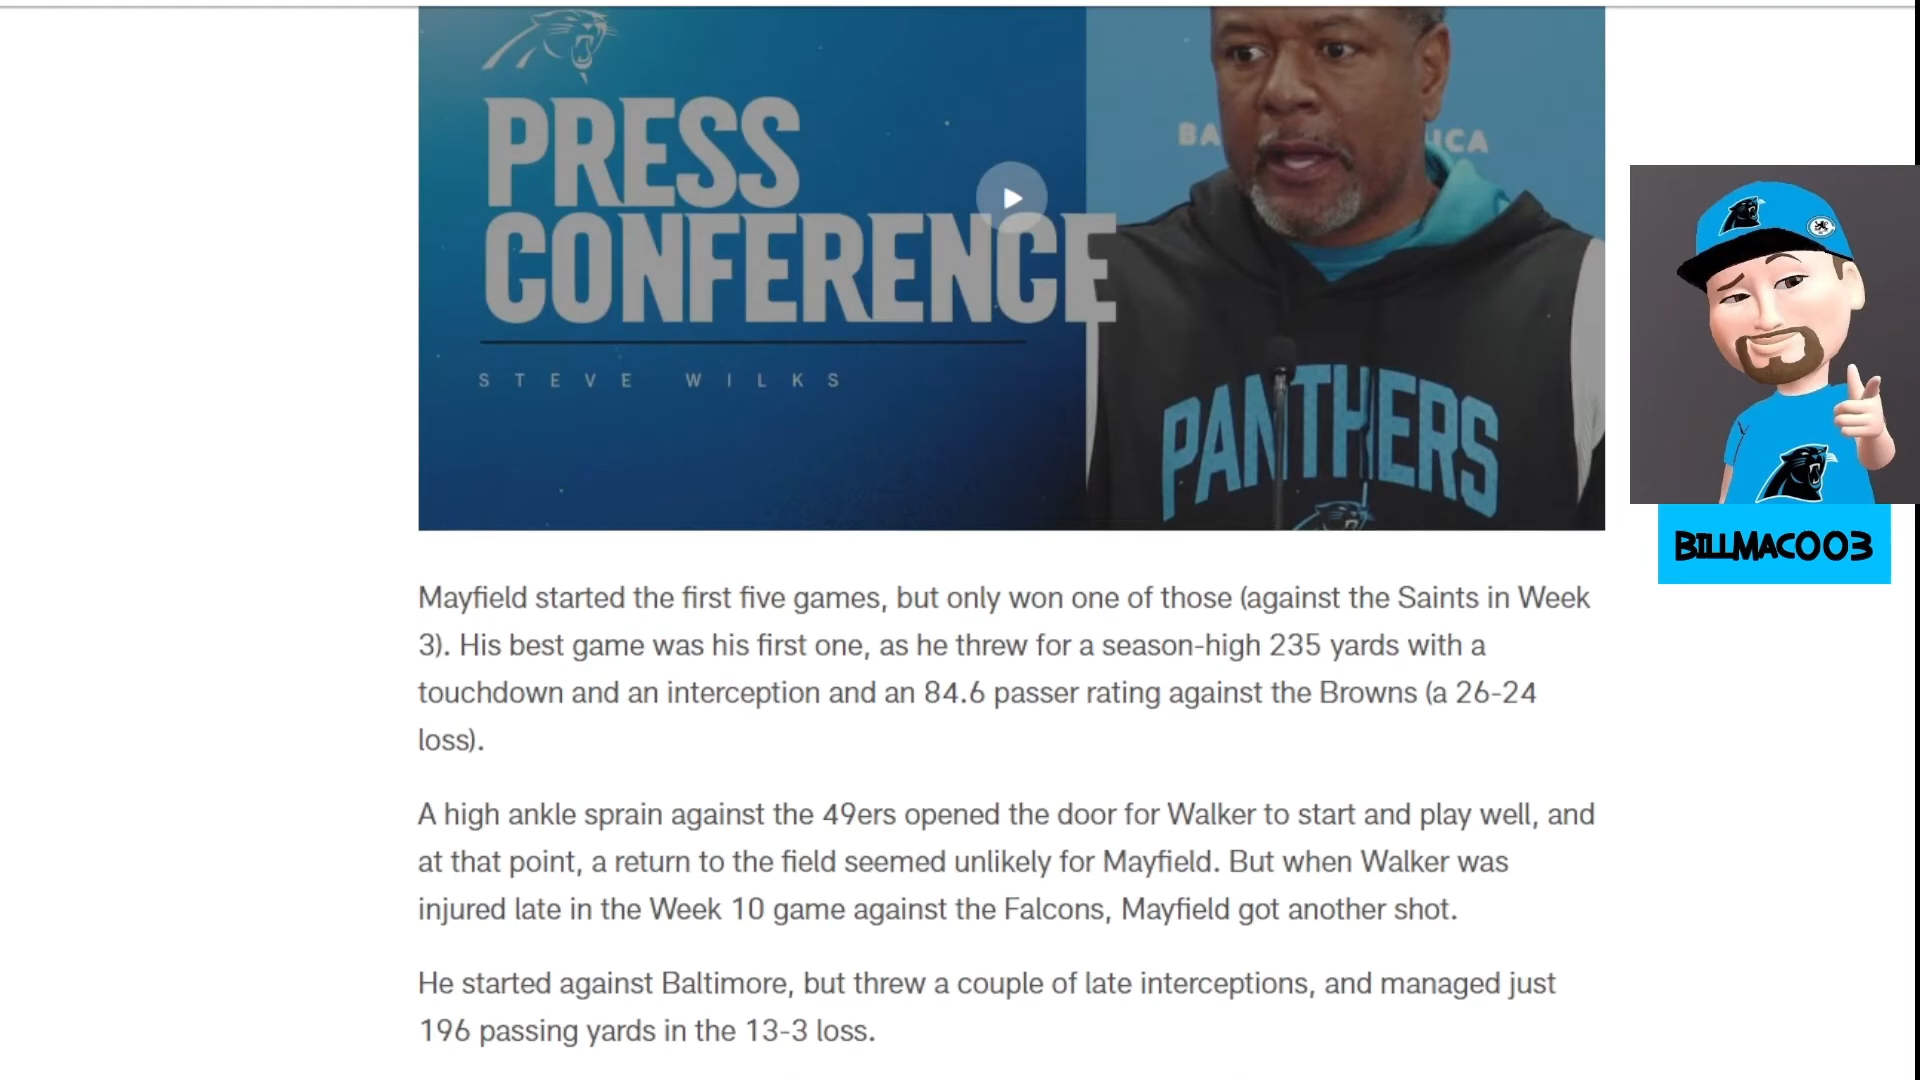 PRESS
CONFERENCE
STEVE WILKS
BA ICA
PANTHERS
BILLMAC003
Mayfield started the first five games, but only won one of those (against the Saints in Week
3). His best game was his first one, as he threw for a season-high 235 yards with a
touchdown and an interception and an 84.6 passer rating against the Browns (a 26-24
loss).
A high ankle sprain against the 49ers opened the door for Walker to start and play well, and
at that point, a return to the field seemed unlikely for Mayfield. But when Walker was
injured late in the Week 10 game against the Falcons, Mayfield got another shot.
He started against Baltimore, but threw a couple of late interceptions, and managed just
196 passing yards in the 13-3 loss.